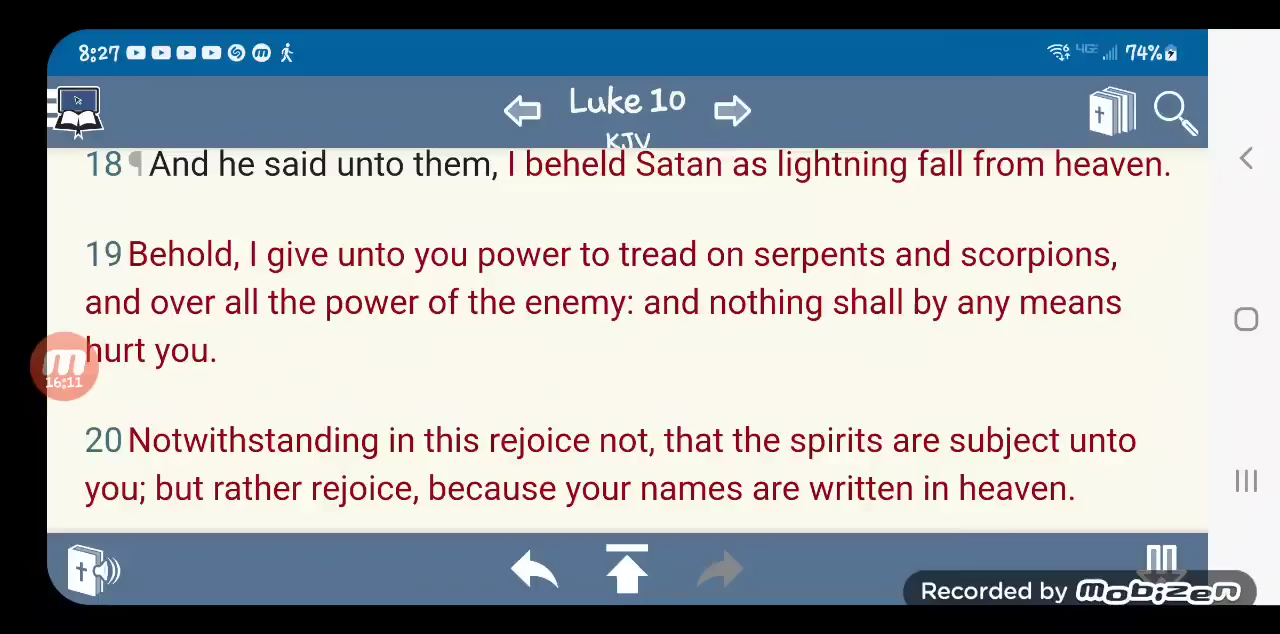 8:27 4G 74%
Luke 10
KJV
18 ¶ And he said unto them, I beheld Satan as lightning fall from heaven.
19 Behold, I give unto you power to tread on serpents and scorpions,
and over all the power of the enemy: and nothing shall by any means
hurt you.
16:11
20 Notwithstanding in this rejoice not, that the spirits are subject unto
you; but rather rejoice, because your names are written in heaven.
Recorded by mobizen